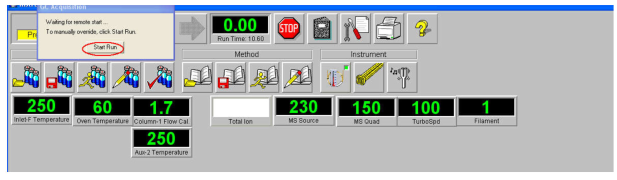 GC Acquisition
Waiting for remote start ...
To manually override, click Start Run.
Start Run
0.00
Run Time: 10.60
STOP
Method
Instrument
250
60
1.7
230
150
100
1
Inlet-F Temperature
Oven Temperature
Column-1 Flow Cal.
Total Ion
MS Source
MS Quad
TurboSpd
Filament
250
Aux-2 Temperature